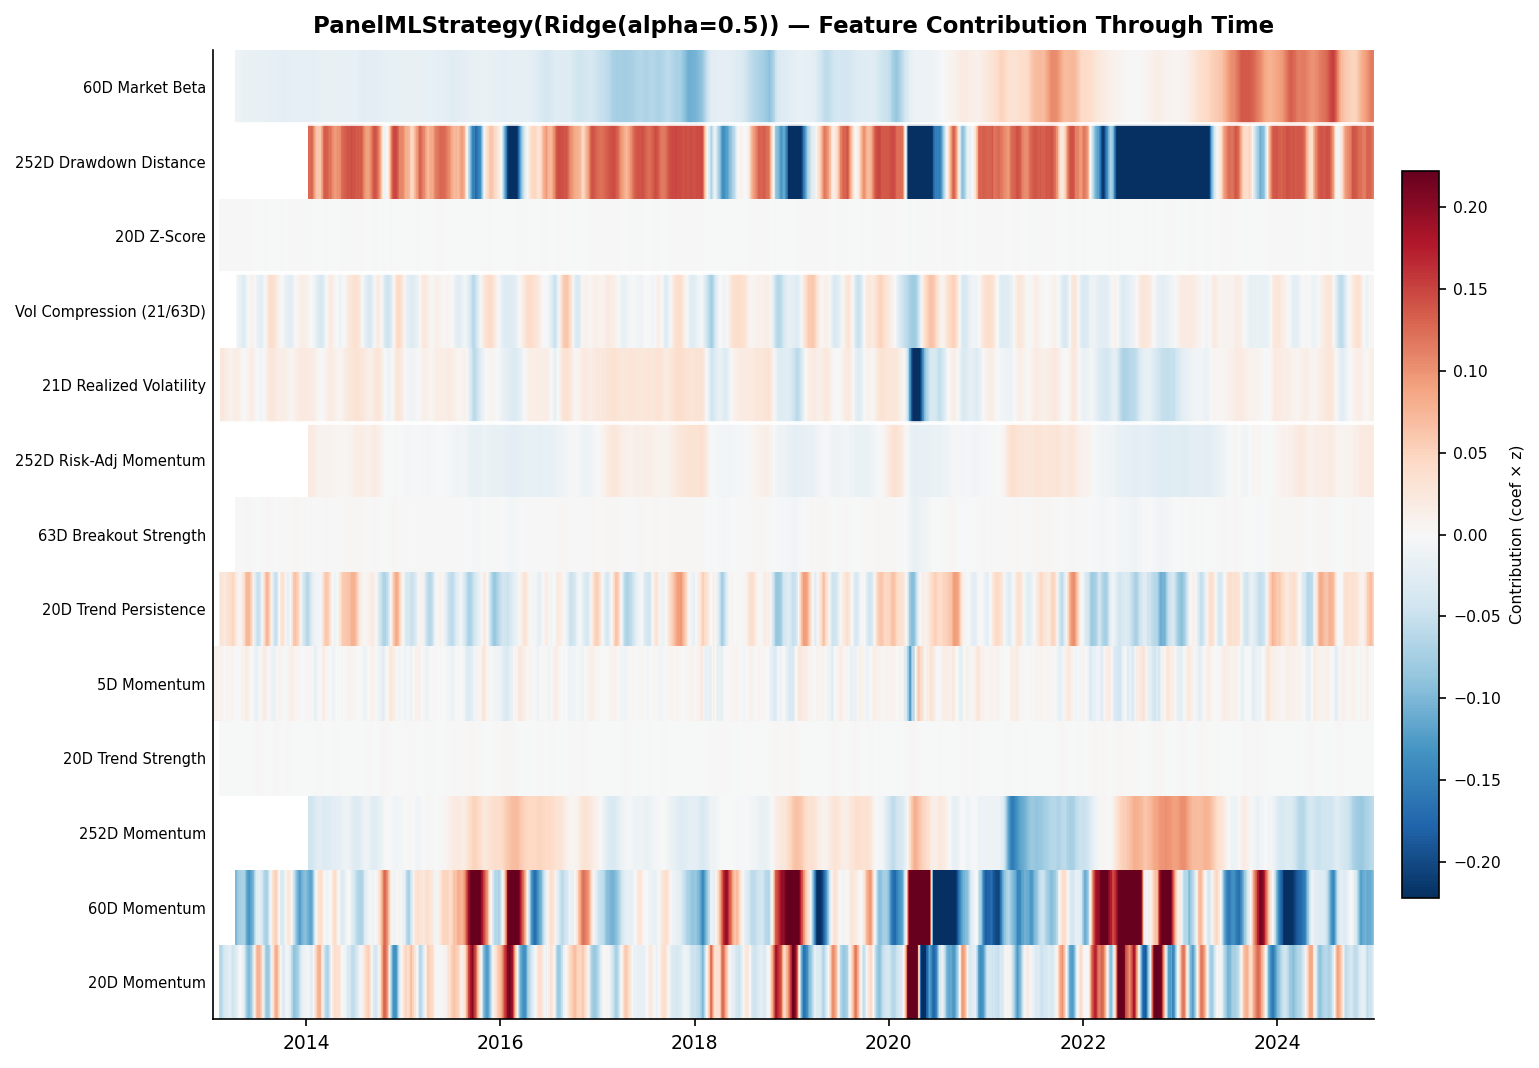 PanelMLStrategy(Ridge(alpha=0.5)) — Feature Contribution Through Time
60D Market Beta
252D Drawdown Distance
20D Z-Score
Vol Compression (21/63D)
21D Realized Volatility
252D Risk-Adj Momentum
63D Breakout Strength
20D Trend Persistence
5D Momentum
20D Trend Strength
252D Momentum
60D Momentum
20D Momentum
2014
2016
2018
2020
2022
2024
0.20
0.15
0.10
0.05
0.00
−0.05
−0.10
−0.15
−0.20
Contribution (coef × z)